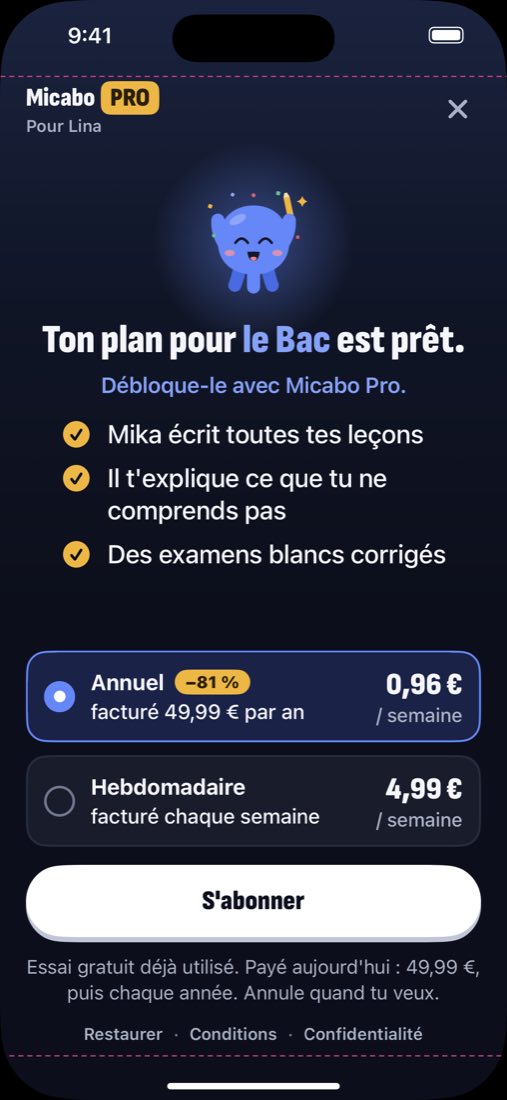 9:41
Micabo PRO
Pour Lina
Ton plan pour le Bac est prêt.
Débloque-le avec Micabo Pro.
Mika écrit toutes tes leçons
Il t'explique ce que tu ne
comprends pas
Des examens blancs corrigés
Annuel −81 %
facturé 49,99 € par an
0,96 €
/ semaine
Hebdomadaire
facturé chaque semaine
4,99 €
/ semaine
S'abonner
Essai gratuit déjà utilisé. Payé aujourd'hui : 49,99 €,
puis chaque année. Annule quand tu veux.
Restaurer · Conditions · Confidentialité